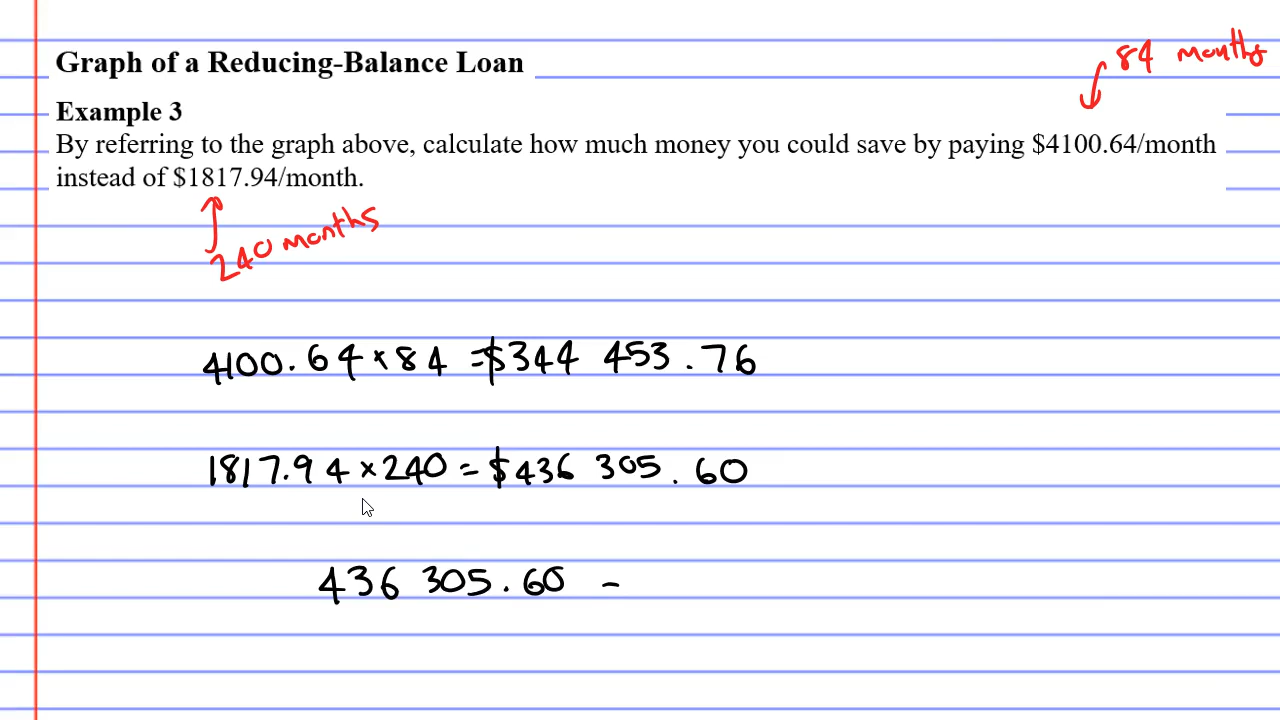 Graph of a Reducing-Balance Loan
84 months
Example 3
By referring to the graph above, calculate how much money you could save by paying $4100.64/month
instead of $1817.94/month.
240 months
4100.64 × 84 = $344 453.76
1817.94 × 240 = $436 305.60
436 305.60 -